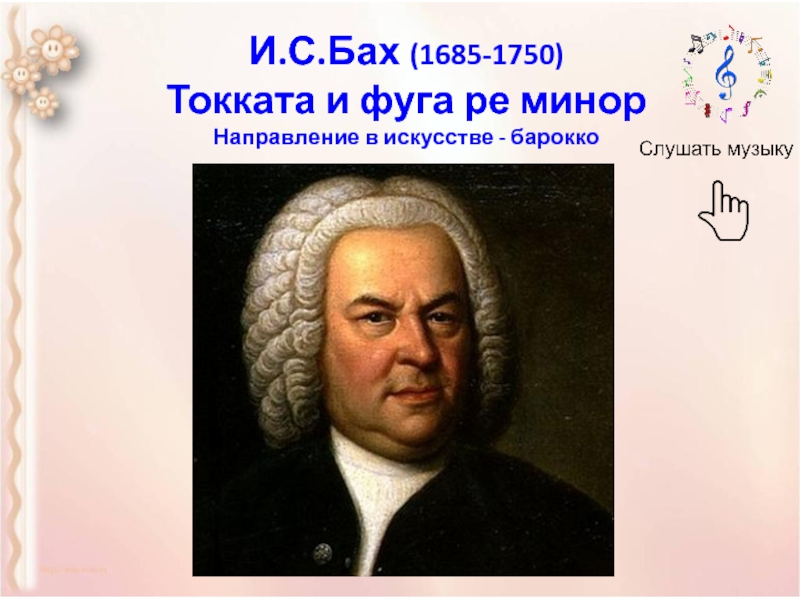 И.С.Бах (1685-1750)
Токката и фуга ре минор
Направление в искусстве - барокко
Слушать музыку